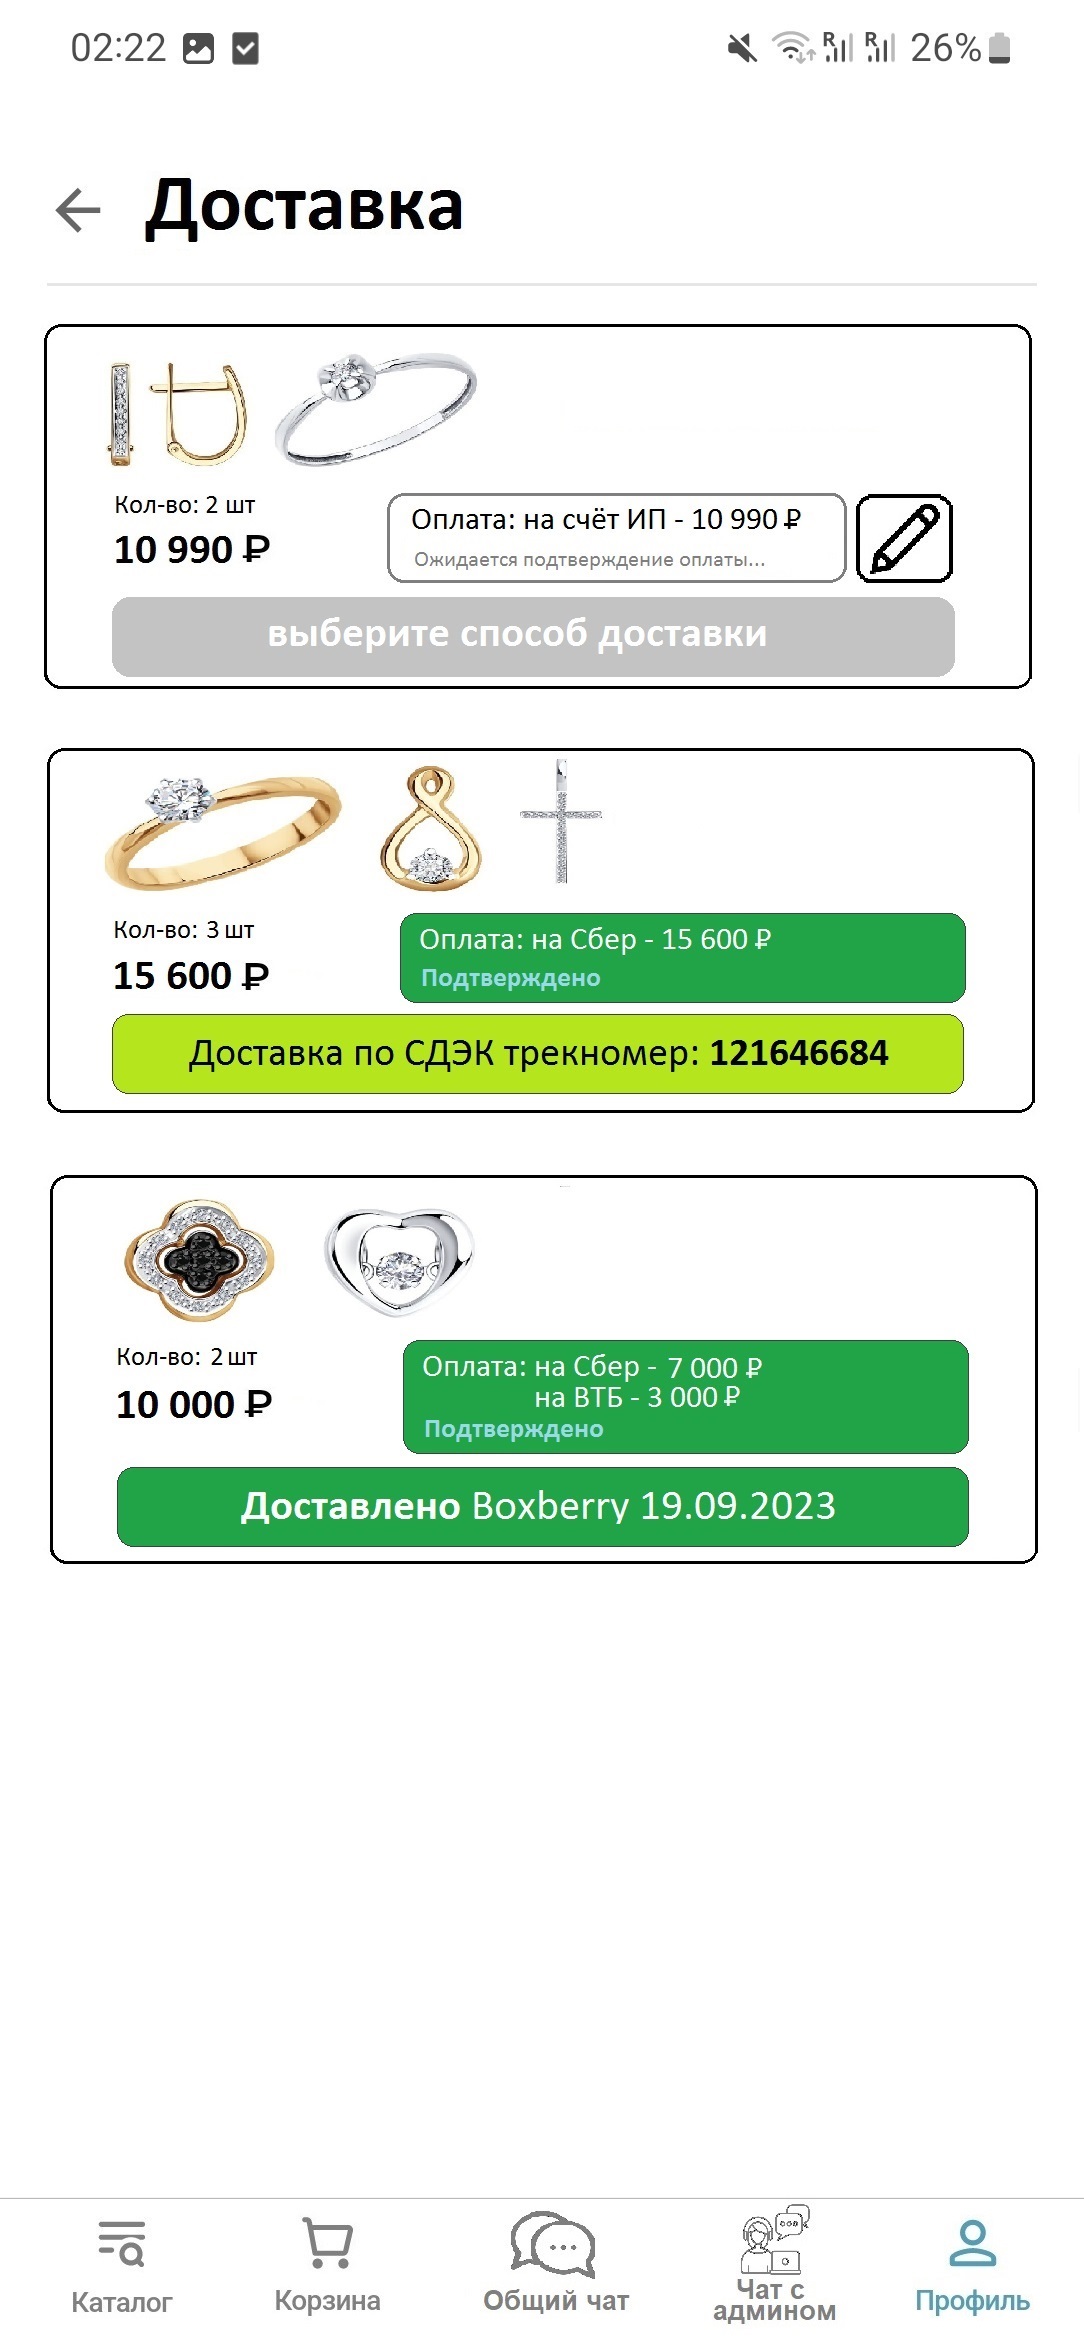 02:22
R R 26%
Доставка
Кол-во: 2 шт
10 990 ₽
Оплата: на счёт ИП - 10 990 ₽
Ожидается подтверждение оплаты...
выберите способ доставки
Кол-во: 3 шт
15 600 ₽
Оплата: на Сбер - 15 600 ₽
Подтверждено
Доставка по СДЭК трекномер: 121646684
Кол-во: 2 шт
10 000 ₽
Оплата: на Сбер - 7 000 ₽
на ВТБ - 3 000 ₽
Подтверждено
Доставлено Boxberry 19.09.2023
Каталог
Корзина
Общий чат
Чат с
админом
Профиль